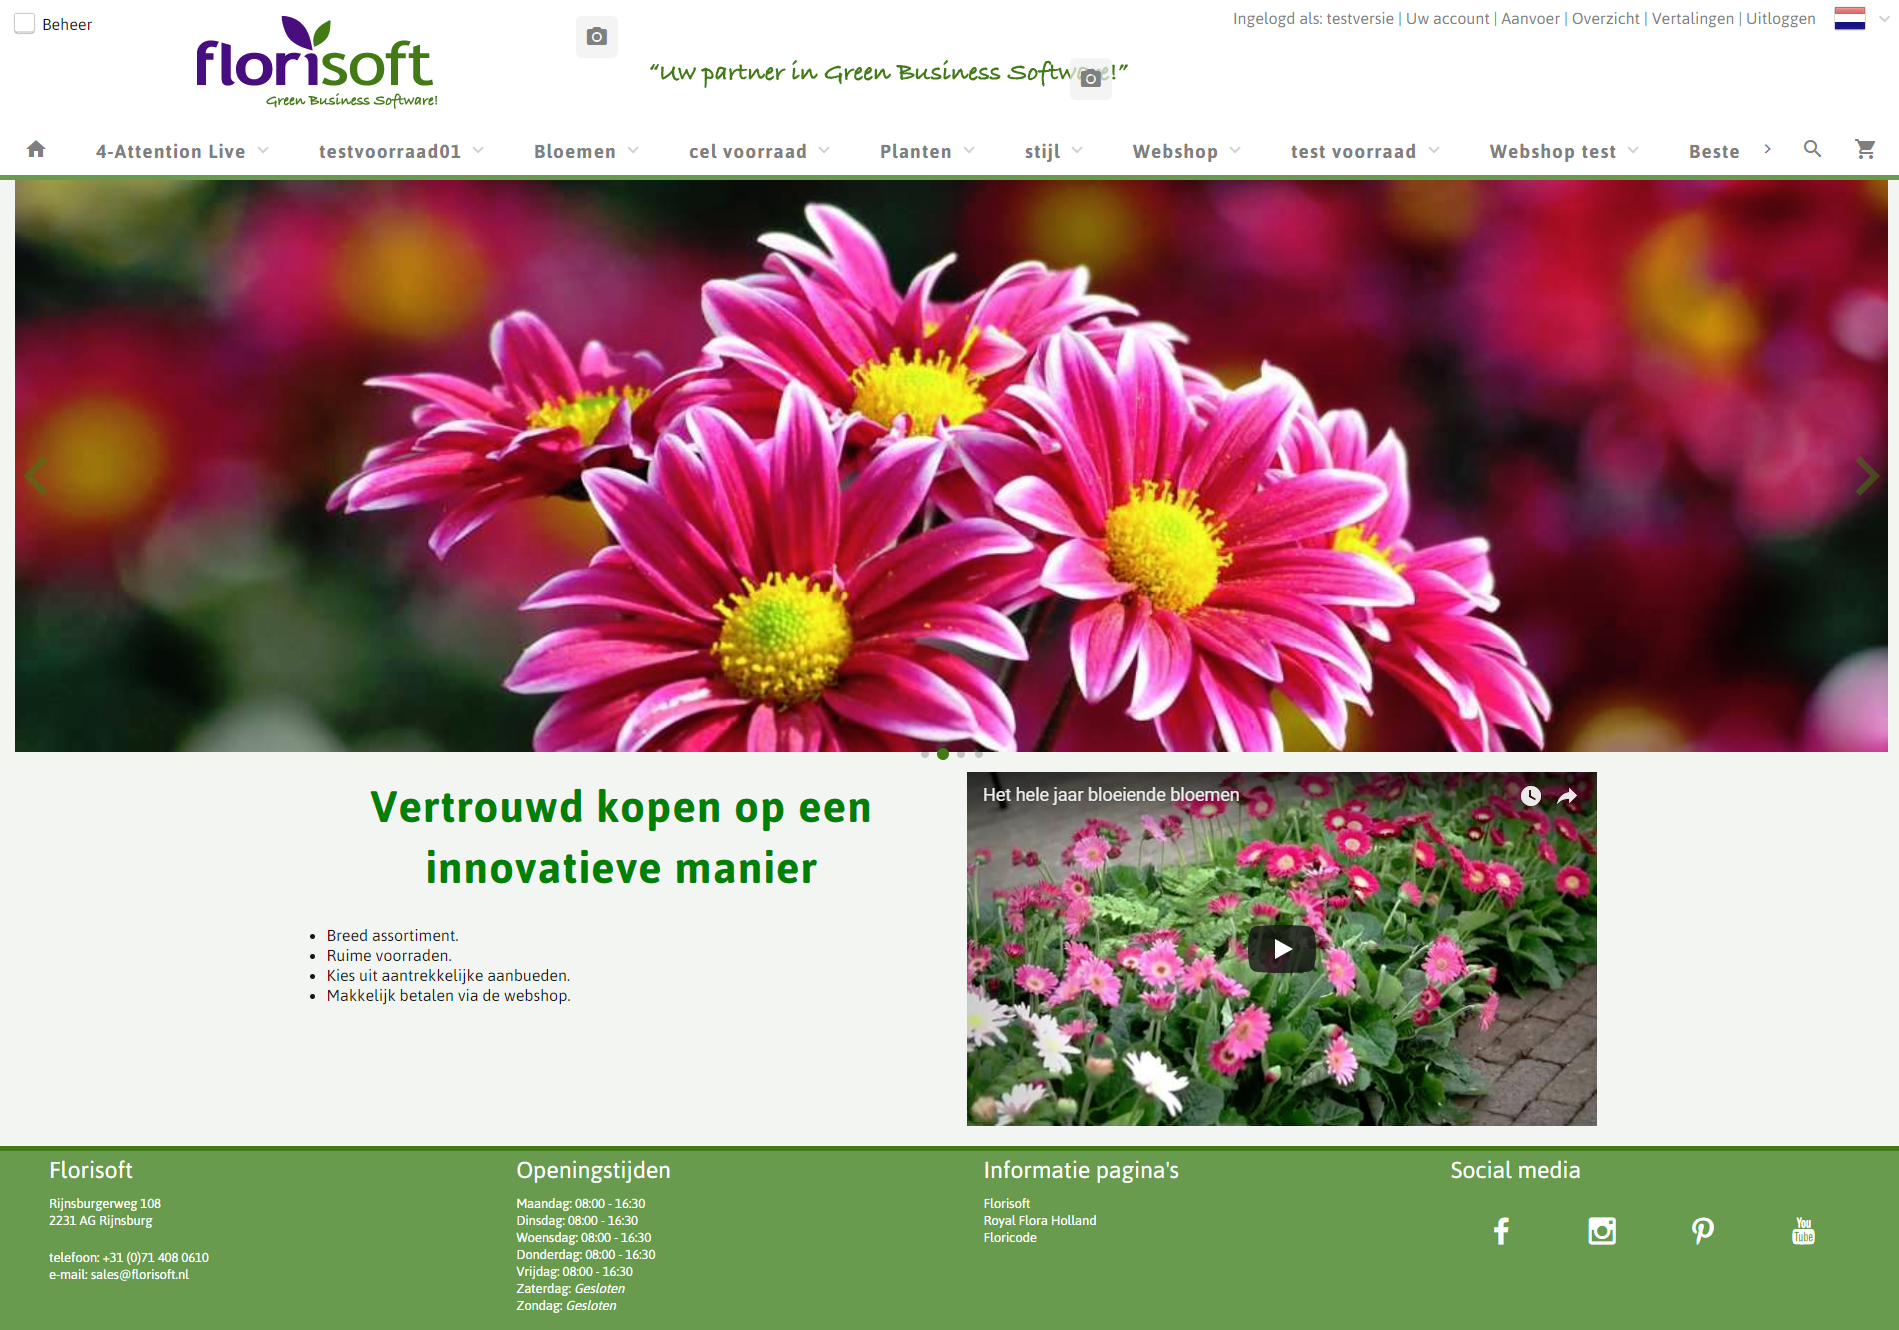 Beheer
Ingelogd als: testversie | Uw account | Aanvoer | Overzicht | Vertalingen | Uitloggen
florisoft
Green Business Software!
“Uw partner in Green Business Software!”
4-Attention Live
testvoorraad01
Bloemen
cel voorraad
Planten
stijl
Webshop
test voorraad
Webshop test
Beste
Vertrouwd kopen op een
innovatieve manier
Breed assortiment.
Ruime voorraden.
Kies uit aantrekkelijke aanbueden.
Makkelijk betalen via de webshop.
Het hele jaar bloeiende bloemen
Florisoft
Rijnsburgerweg 108
2231 AG Rijnsburg
telefoon: +31 (0)71 408 0610
e-mail: sales@florisoft.nl
Openingstijden
Maandag: 08:00 - 16:30
Dinsdag: 08:00 - 16:30
Woensdag: 08:00 - 16:30
Donderdag: 08:00 - 16:30
Vrijdag: 08:00 - 16:30
Zaterdag: Gesloten
Zondag: Gesloten
Informatie pagina's
Florisoft
Royal Flora Holland
Floricode
Social media
You
Tube